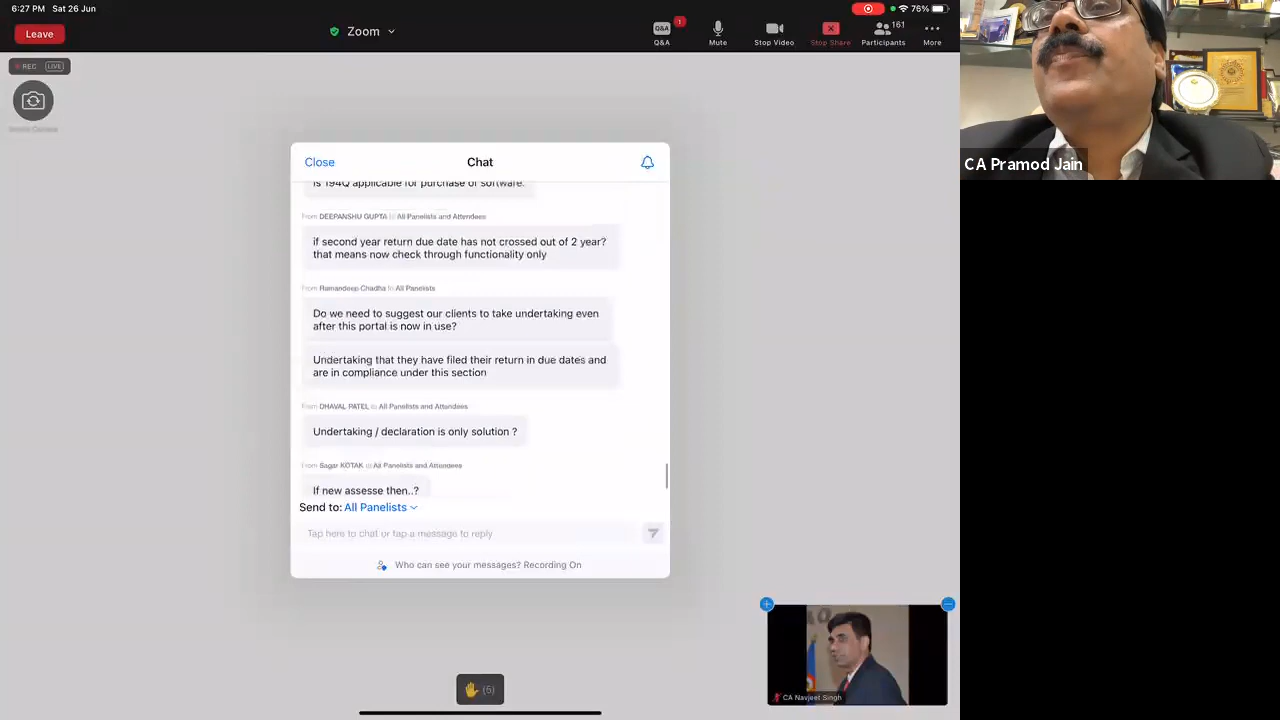 6:27 PM Sat 26 Jun
76%
Leave
Zoom
1
Q&A
Mute
Stop Video
Stop Share
161
Participants
More
REC LIVE
CA Pramod Jain
Close
Chat
Is 194Q applicable for purchase of software.
From DEEPANSHU GUPTA to All Panelists and Attendees
if second year return due date has not crossed out of 2 year?
that means now check through functionality only
From Ramandeep Chadha to All Panelists
Do we need to suggest our clients to take undertaking even
after this portal is now in use?
Undertaking that they have filed their return in due dates and
are in compliance under this section
From DHAVAL PATEL to All Panelists and Attendees
Undertaking / declaration is only solution ?
From Sagar KOTAK to All Panelists and Attendees
If new assesse then..?
Send to: All Panelists
Tap here to chat or tap a message to reply
Who can see your messages? Recording On
CA Navjeet Singh
(6)